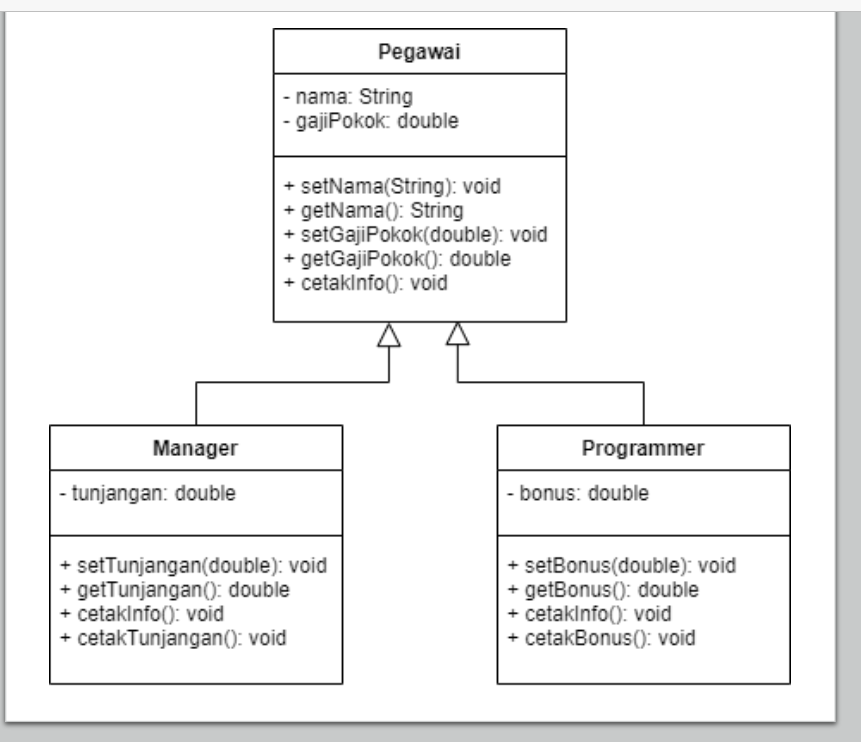 Pegawai
- nama: String
- gajiPokok: double
+ setNama(String): void
+ getNama(): String
+ setGajiPokok(double): void
+ getGajiPokok(): double
+ cetakInfo(): void
Manager
- tunjangan: double
+ setTunjangan(double): void
+ getTunjangan(): double
+ cetakInfo(): void
+ cetakTunjangan(): void
Programmer
- bonus: double
+ setBonus(double): void
+ getBonus(): double
+ cetakInfo(): void
+ cetakBonus(): void